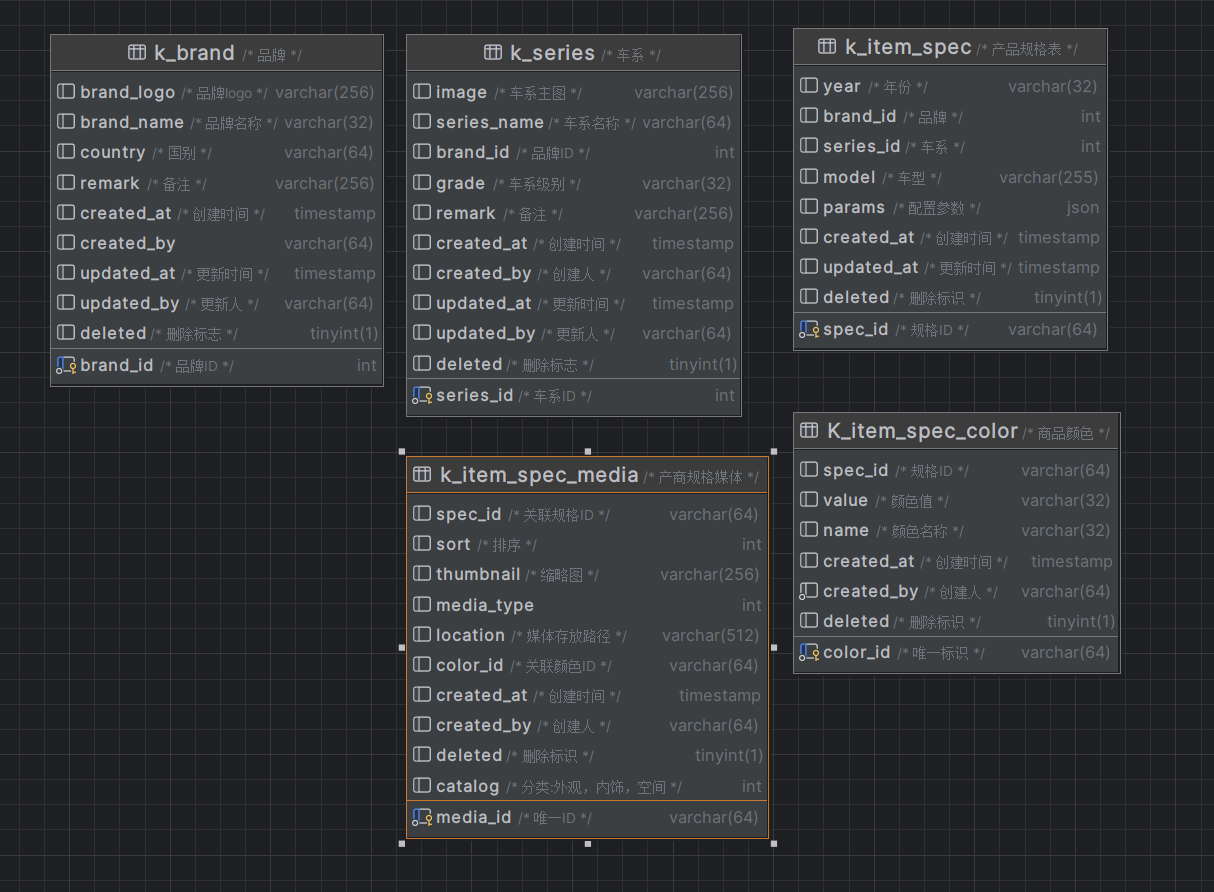 k_brand /* 品牌 */
brand_logo /* 品牌logo */ varchar(256)
brand_name /* 品牌名称 */ varchar(32)
country /* 国别 */ varchar(64)
remark /* 备注 */ varchar(256)
created_at /* 创建时间 */ timestamp
created_by varchar(64)
updated_at /* 更新时间 */ timestamp
updated_by /* 更新人 */ varchar(64)
deleted /* 删除标志 */ tinyint(1)
brand_id /* 品牌ID */ int
k_series /* 车系 */
image /* 车系主图 */ varchar(256)
series_name /* 车系名称 */ varchar(64)
brand_id /* 品牌ID */ int
grade /* 车系级别 */ varchar(32)
remark /* 备注 */ varchar(256)
created_at /* 创建时间 */ timestamp
created_by /* 创建人 */ varchar(64)
updated_at /* 更新时间 */ timestamp
updated_by /* 更新人 */ varchar(64)
deleted /* 删除标志 */ tinyint(1)
series_id /* 车系ID */ int
k_item_spec /* 产品规格表 */
year /* 年份 */ varchar(32)
brand_id /* 品牌 */ int
series_id /* 车系 */ int
model /* 车型 */ varchar(255)
params /* 配置参数 */ json
created_at /* 创建时间 */ timestamp
updated_at /* 更新时间 */ timestamp
deleted /* 删除标识 */ tinyint(1)
spec_id /* 规格ID */ varchar(64)
k_item_spec_media /* 产商规格媒体 */
spec_id /* 关联规格ID */ varchar(64)
sort /* 排序 */ int
thumbnail /* 缩略图 */ varchar(256)
media_type int
location /* 媒体存放路径 */ varchar(512)
color_id /* 关联颜色ID */ varchar(64)
created_at /* 创建时间 */ timestamp
created_by /* 创建人 */ varchar(64)
deleted /* 删除标识 */ tinyint(1)
catalog /* 分类:外观，内饰，空间 */ int
media_id /* 唯一ID */ varchar(64)
K_item_spec_color /* 商品颜色 */
spec_id /* 规格ID */ varchar(64)
value /* 颜色值 */ varchar(32)
name /* 颜色名称 */ varchar(32)
created_at /* 创建时间 */ timestamp
created_by /* 创建人 */ varchar(64)
deleted /* 删除标识 */ tinyint(1)
color_id /* 唯一标识 */ varchar(64)